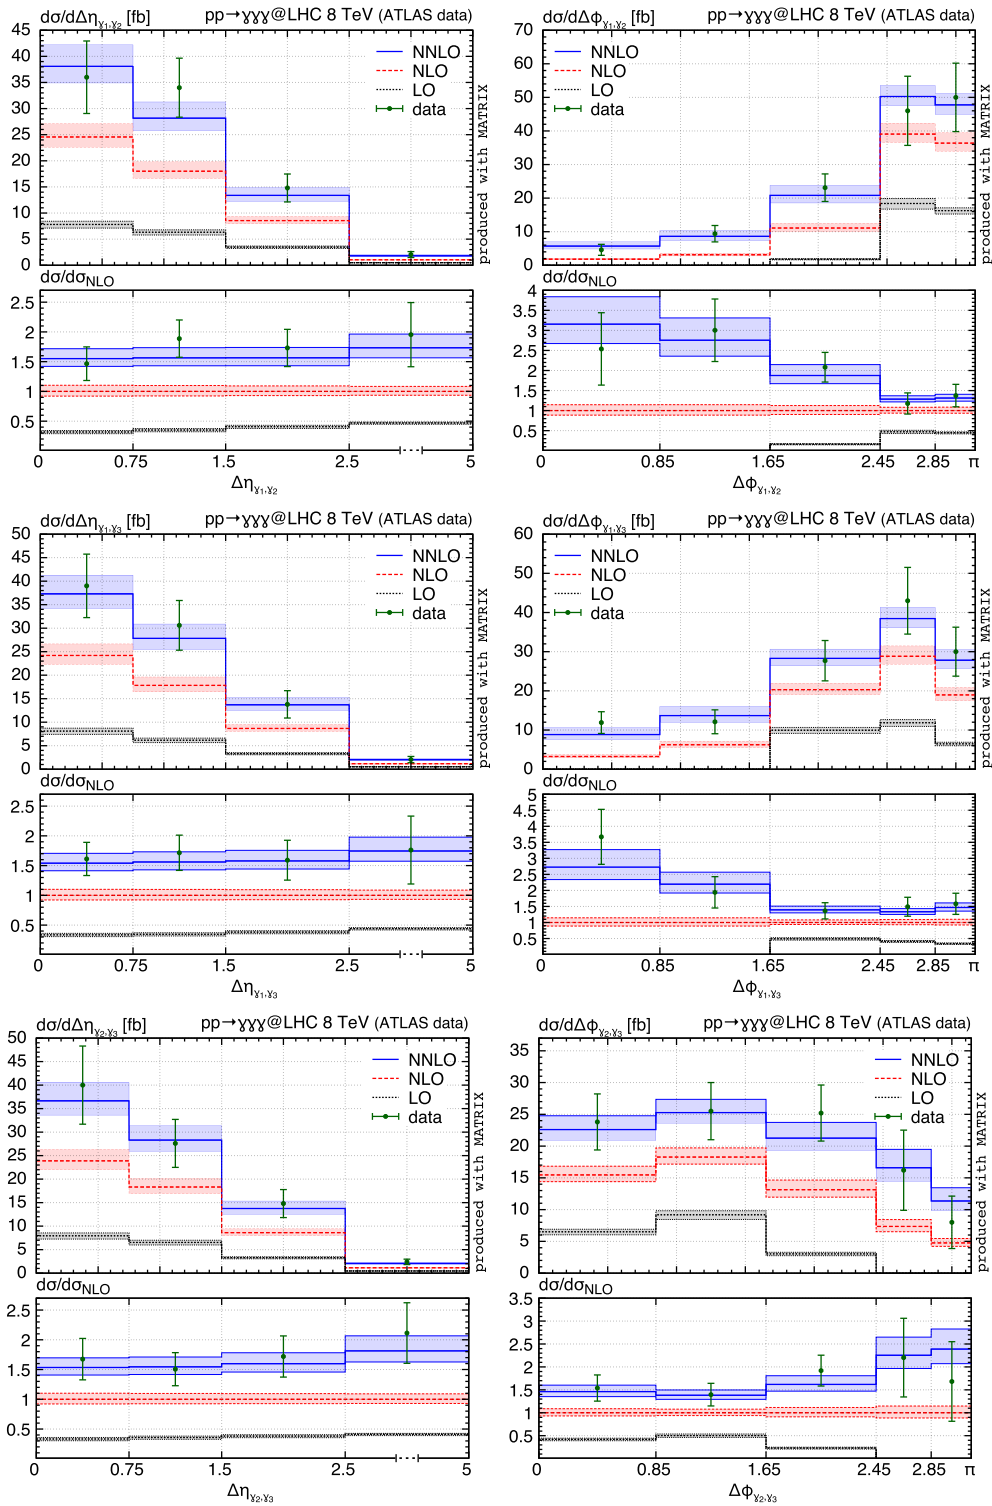 dσ/dΔη_γ1,γ2 [fb] pp→γγγ@LHC 8 TeV (ATLAS data)
45
40
35
30
25
20
15
10
5
0
NNLO
NLO
LO
data
produced with MATRIX
dσ/dσNLO
2.5
2
1.5
1
0.5
0 0.75 1.5 2.5 5
Δη_γ1,γ2
dσ/dΔϕ_γ1,γ2 [fb] pp→γγγ@LHC 8 TeV (ATLAS data)
70
60
50
40
30
20
10
0
NNLO
NLO
LO
data
produced with MATRIX
dσ/dσNLO
4
3.5
3
2.5
2
1.5
1
0.5
0 0.85 1.65 2.45 2.85 π
Δϕ_γ1,γ2
dσ/dΔη_γ1,γ3 [fb] pp→γγγ@LHC 8 TeV (ATLAS data)
50
45
40
35
30
25
20
15
10
5
0
NNLO
NLO
LO
data
produced with MATRIX
dσ/dσNLO
2.5
2
1.5
1
0.5
0 0.75 1.5 2.5 5
Δη_γ1,γ3
dσ/dΔϕ_γ1,γ3 [fb] pp→γγγ@LHC 8 TeV (ATLAS data)
60
50
40
30
20
10
0
NNLO
NLO
LO
data
produced with MATRIX
dσ/dσNLO
5
4.5
4
3.5
3
2.5
2
1.5
1
0.5
0 0.85 1.65 2.45 2.85 π
Δϕ_γ1,γ3
dσ/dΔη_γ2,γ3 [fb] pp→γγγ@LHC 8 TeV (ATLAS data)
50
45
40
35
30
25
20
15
10
5
0
NNLO
NLO
LO
data
produced with MATRIX
dσ/dσNLO
2.5
2
1.5
1
0.5
0 0.75 1.5 2.5 5
Δη_γ2,γ3
dσ/dΔϕ_γ2,γ3 [fb] pp→γγγ@LHC 8 TeV (ATLAS data)
35
30
25
20
15
10
5
0
NNLO
NLO
LO
data
produced with MATRIX
dσ/dσNLO
3.5
3
2.5
2
1.5
1
0.5
0 0.85 1.65 2.45 2.85 π
Δϕ_γ2,γ3